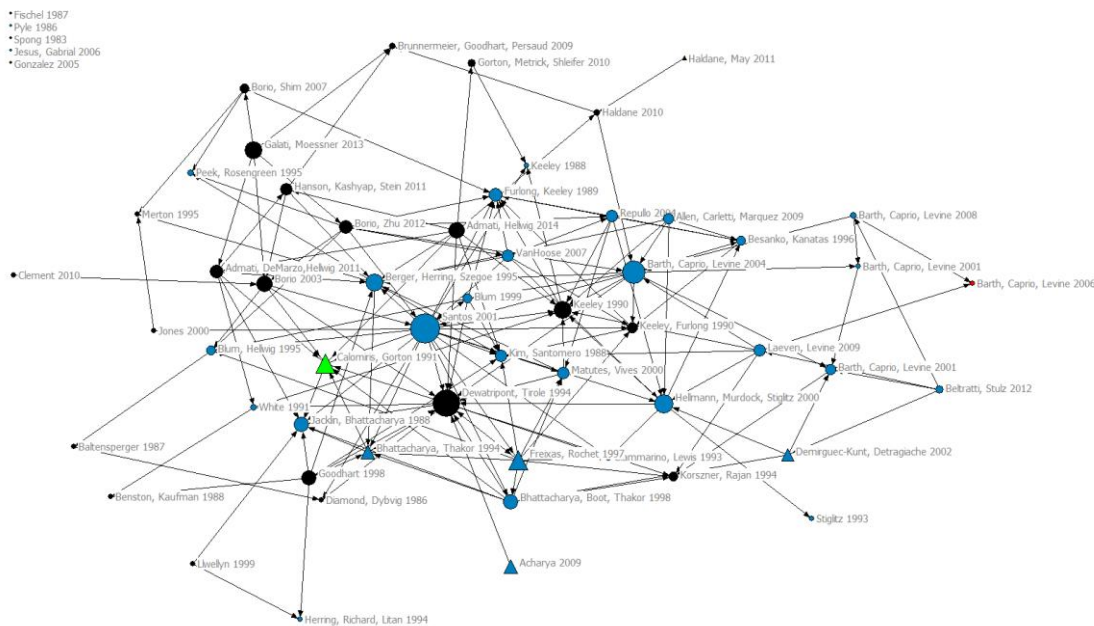 Fischel 1987
Pyle 1986
Spong 1983
Jesus, Gabrial 2006
Gonzalez 2005
Brunnermeier, Goodhart, Persaud 2009
Gorton, Metrick, Shleifer 2010
Haldane, May 2011
Borio, Shim 2007
Haldane 2010
Galati, Moessner 2013
Keeley 1988
Peek, Rosengreen 1995
Hanson, Kashyap, Stein 2011
Furlong, Keeley 1989
Merton 1995
Borio, Zhu 2012
Admati, Hellwig 2014
Repullo 2004
Allen, Carletti, Marquez 2009
Barth, Caprio, Levine 2008
Besanko, Kanatas 1996
VanHoose 2007
Clement 2010
Admati, DeMarzo,Hellwig 2011
Borio 2003
Berger, Herring, Szegoe 1995
Barth, Caprio, Levine 2004
Barth, Caprio, Levine 2001
Barth, Caprio, Levine 2006
Blum 1999
Keeley 1990
Jones 2000
Santos 2001
Keeley, Furlong 1990
Blum, Hellwig 1995
Calomiris, Gorton 1991
Kim, Santomero 1988
Laeven, Levine 2009
Matutes, Vives 2000
Barth, Caprio, Levine 2001
Beltratti, Stulz 2012
White 1991
Dewatripont, Tirole 1994
Hellmann, Murdock, Stiglitz 2000
Jacklin, Bhattacharya 1988
Baltensperger 1987
Bhattacharya, Thakor 1994
Freixas, Rochet 1997
Lewis 1993
Demirguec-Kunt, Detragiache 2002
Goodhart 1998
Korszner, Rajan 1994
Benston, Kaufman 1988
Diamond, Dybvig 1986
Bhattacharya, Boot, Thakor 1998
Stiglitz 1993
Llwellyn 1999
Acharya 2009
Herring, Richard, Litan 1994